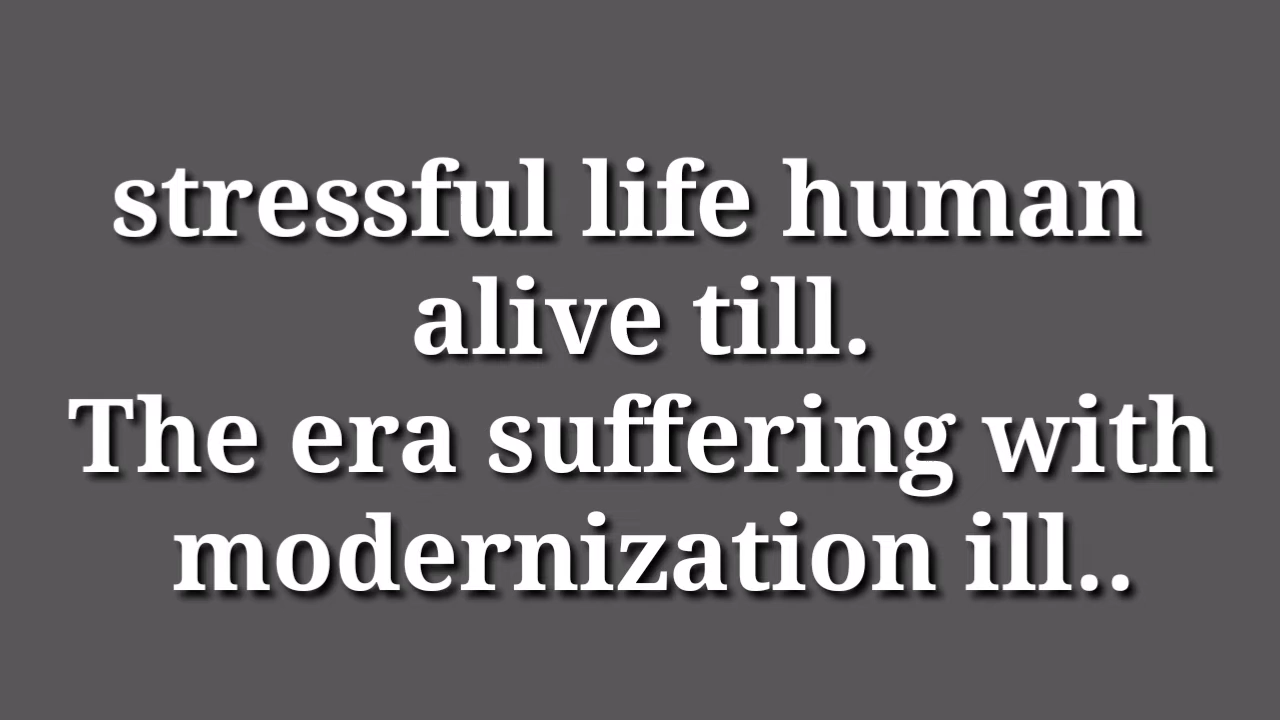 stressful life human
alive till.
The era suffering with
modernization ill..